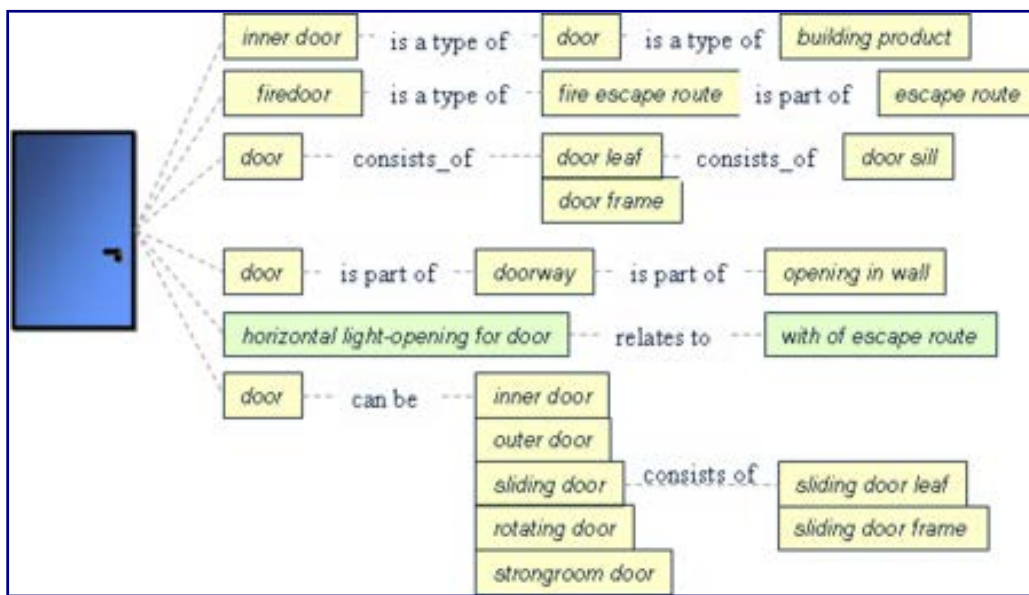 inner door is a type of door is a type of building product
firedoor is a type of fire escape route is part of escape route
door consists_of door leaf consists_of door sill
door frame
door is part of doorway is part of opening in wall
horizontal light-opening for door relates to with of escape route
door can be inner door
outer door
sliding door consists of sliding door leaf
rotating door sliding door frame
strongroom door